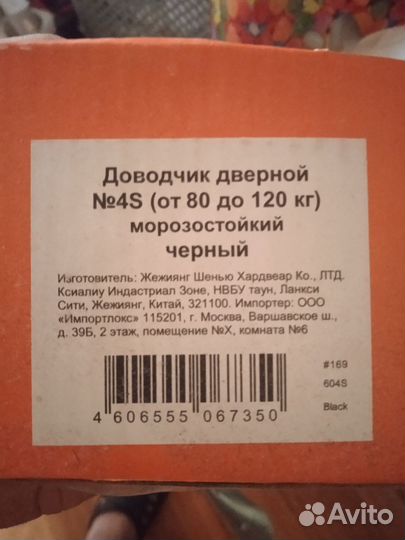 Доводчик дверной
№4S (от 80 до 120 кг)
морозостойкий
черный
Изготовитель: Жежиянг Шенью Хардвеар Ко., ЛТД.
Ксиалиу Индастриал Зоне, НВБУ таун, Ланкси
Сити, Жежиянг, Китай, 321100. Импортер: ООО
«Импортлокс» 115201, г. Москва, Варшавское ш.,
д. 39Б, 2 этаж, помещение №X, комната №6
#169
604S
Black
4 606555 067350
Avito